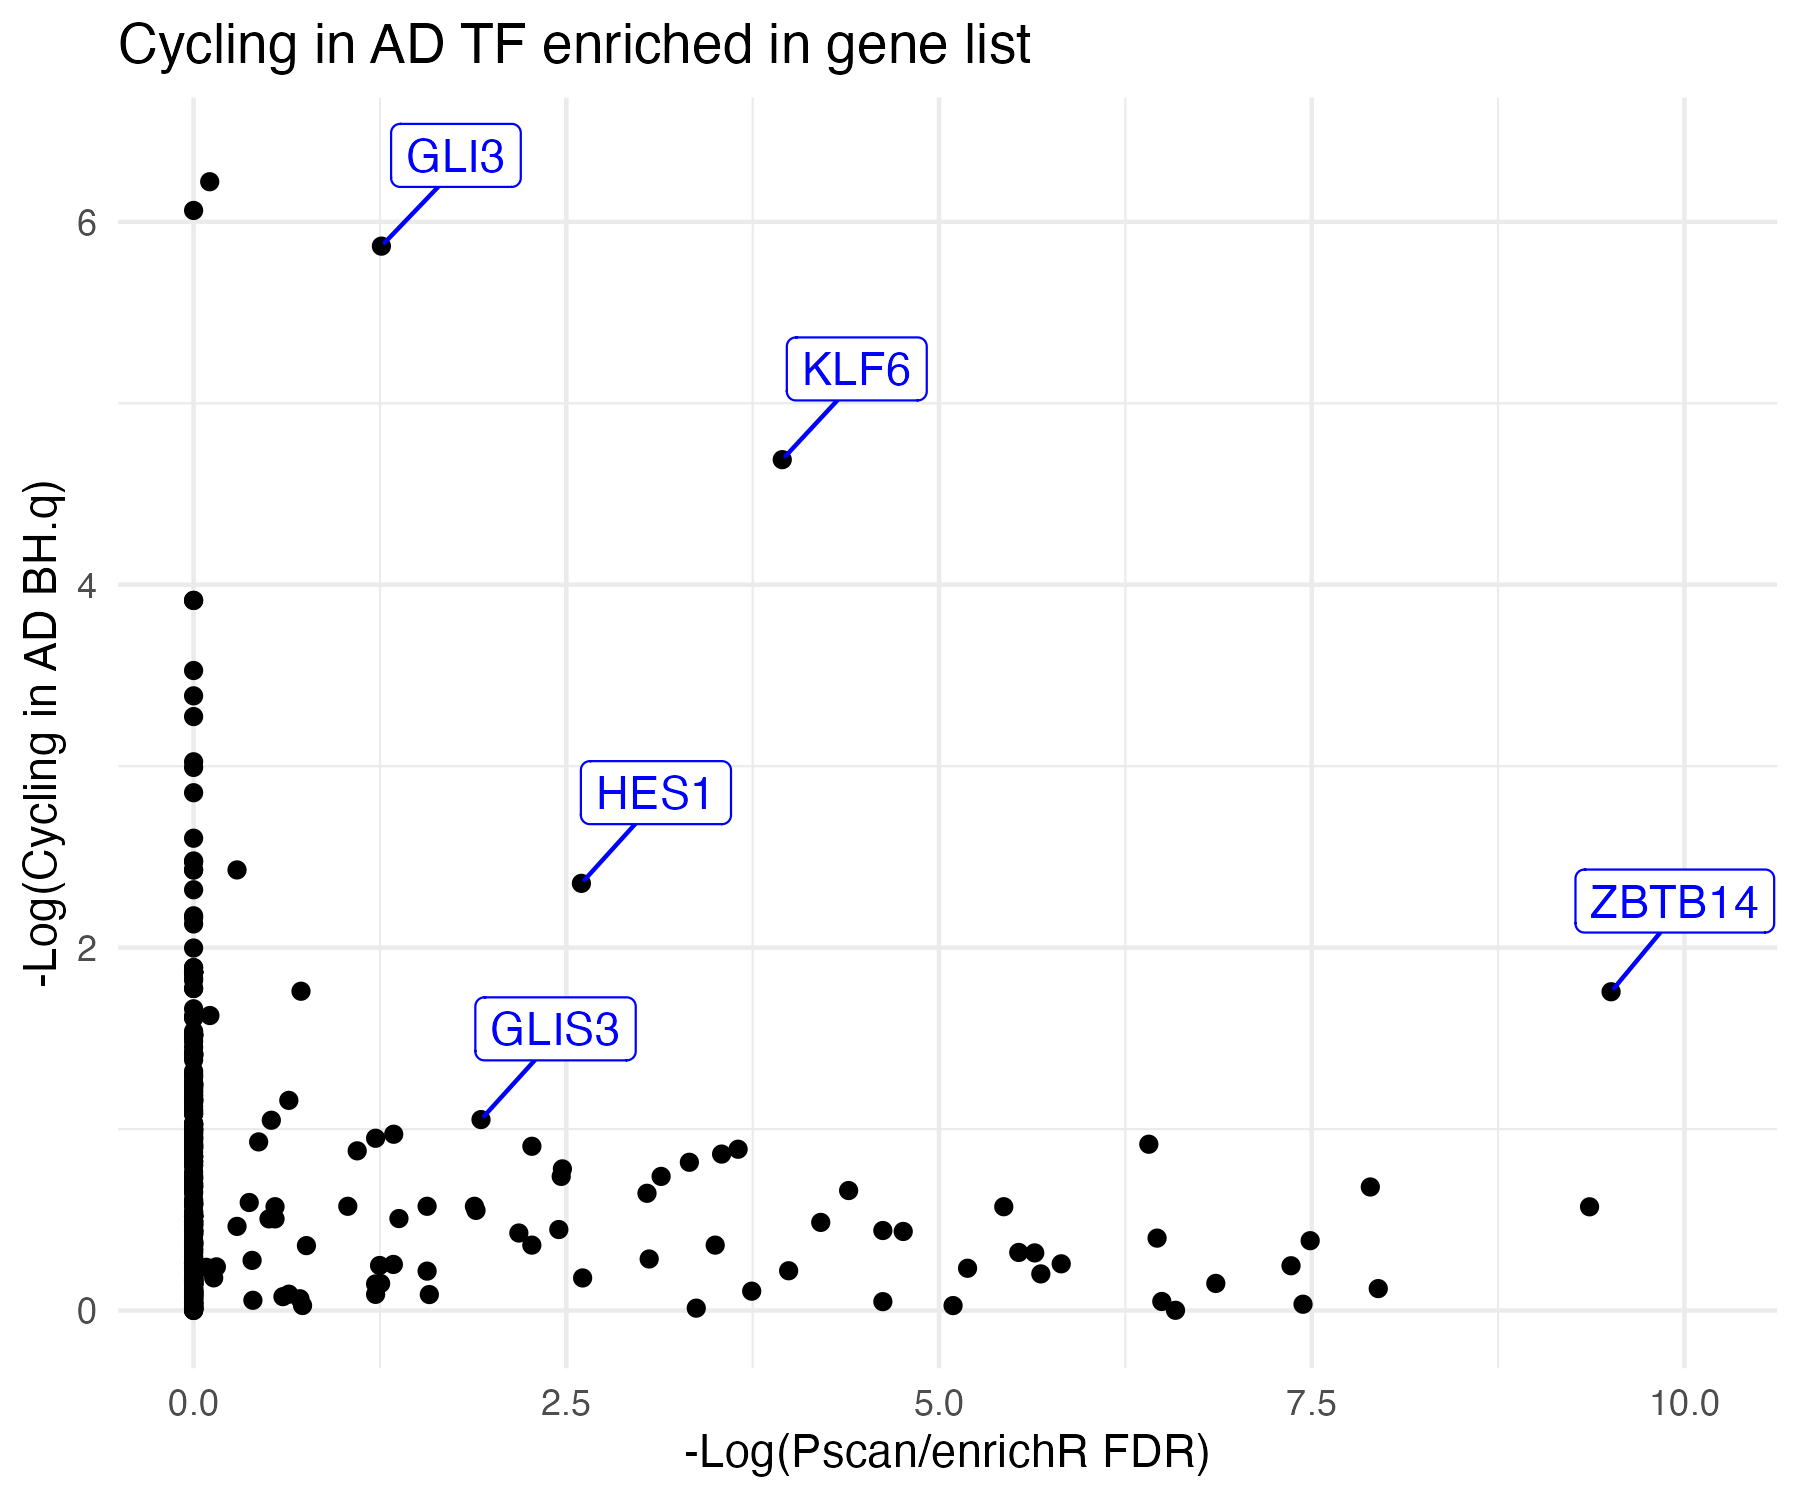 Cycling in AD TF enriched in gene list
GLI3
6
KLF6
4
HES1
ZBTB14
2
GLIS3
0
-Log(Cycling in AD BH.q)
0.0 2.5 5.0 7.5 10.0
-Log(Pscan/enrichR FDR)